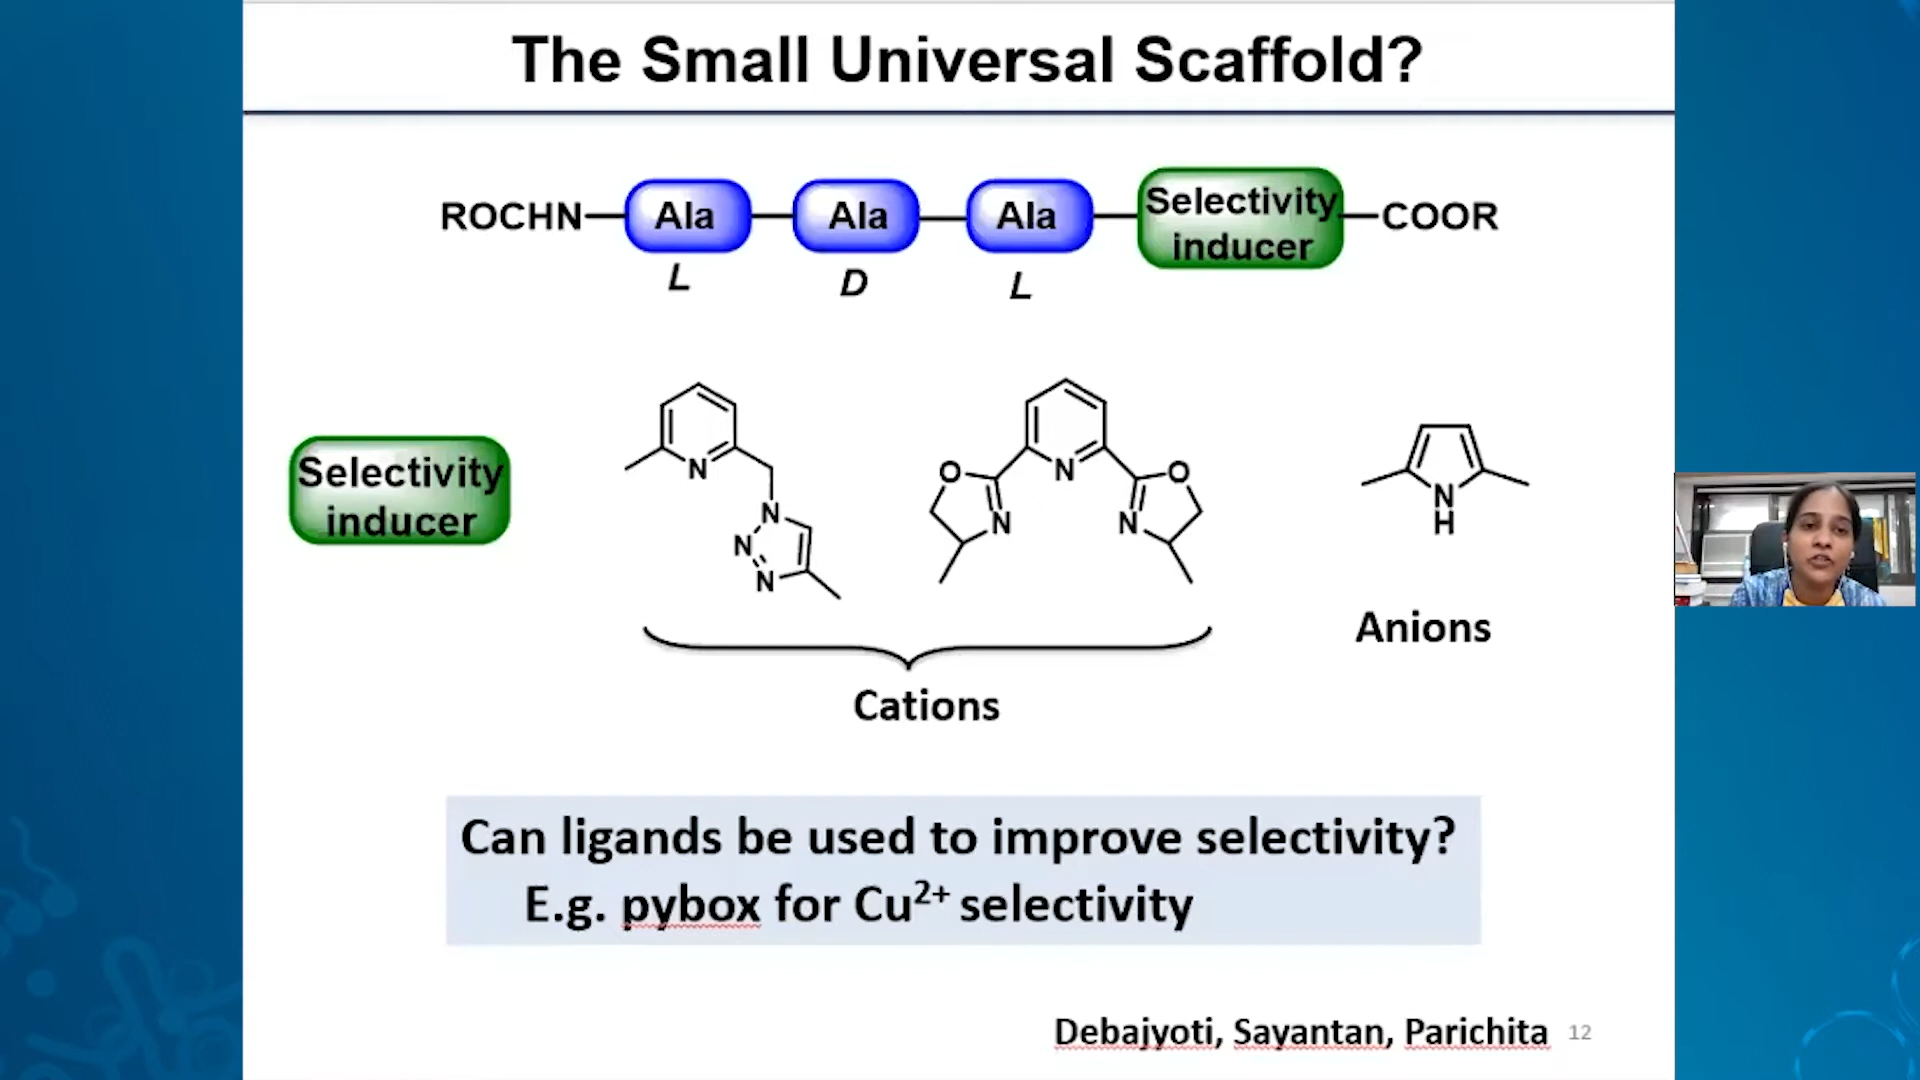 The Small Universal Scaffold?
ROCHN Ala Ala Ala Selectivity inducer COOR
L D L
Selectivity
inducer
N
N
N
N
O
N
N
N
O
N
H
Cations
Anions
Can ligands be used to improve selectivity?
E.g. pybox for Cu²⁺ selectivity
Debajyoti, Sayantan, Parichita 12